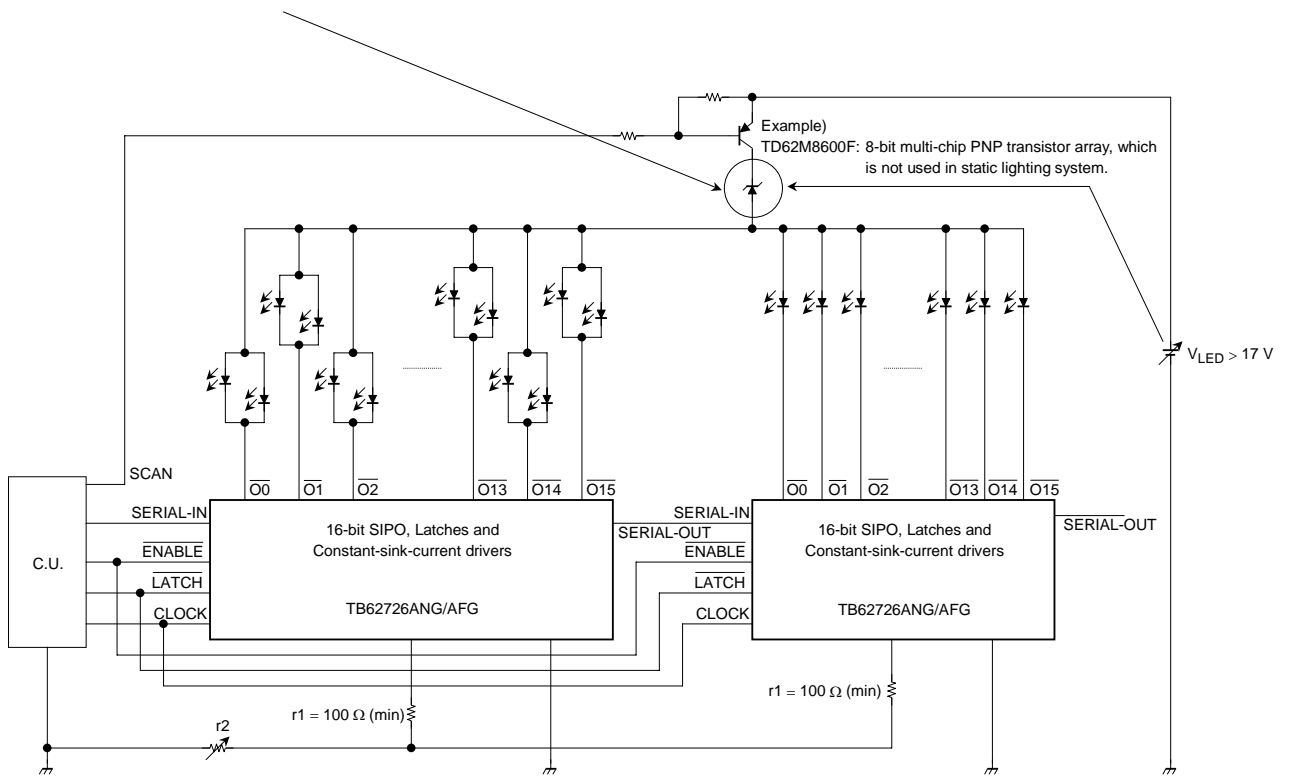 Example)
TD62M8600F: 8-bit multi-chip PNP transistor array, which
is not used in static lighting system.
VLED > 17 V
SCAN
O0 O1 O2 O13 O14 O15 O0 O1 O2 O13 O14 O15
C.U.
SERIAL-IN
ENABLE
LATCH
CLOCK
16-bit SIPO, Latches and
Constant-sink-current drivers
TB62726ANG/AFG
SERIAL-OUT
SERIAL-IN
ENABLE
LATCH
CLOCK
16-bit SIPO, Latches and
Constant-sink-current drivers
TB62726ANG/AFG
SERIAL-OUT
r1 = 100 Ω (min)
r1 = 100 Ω (min)
r2